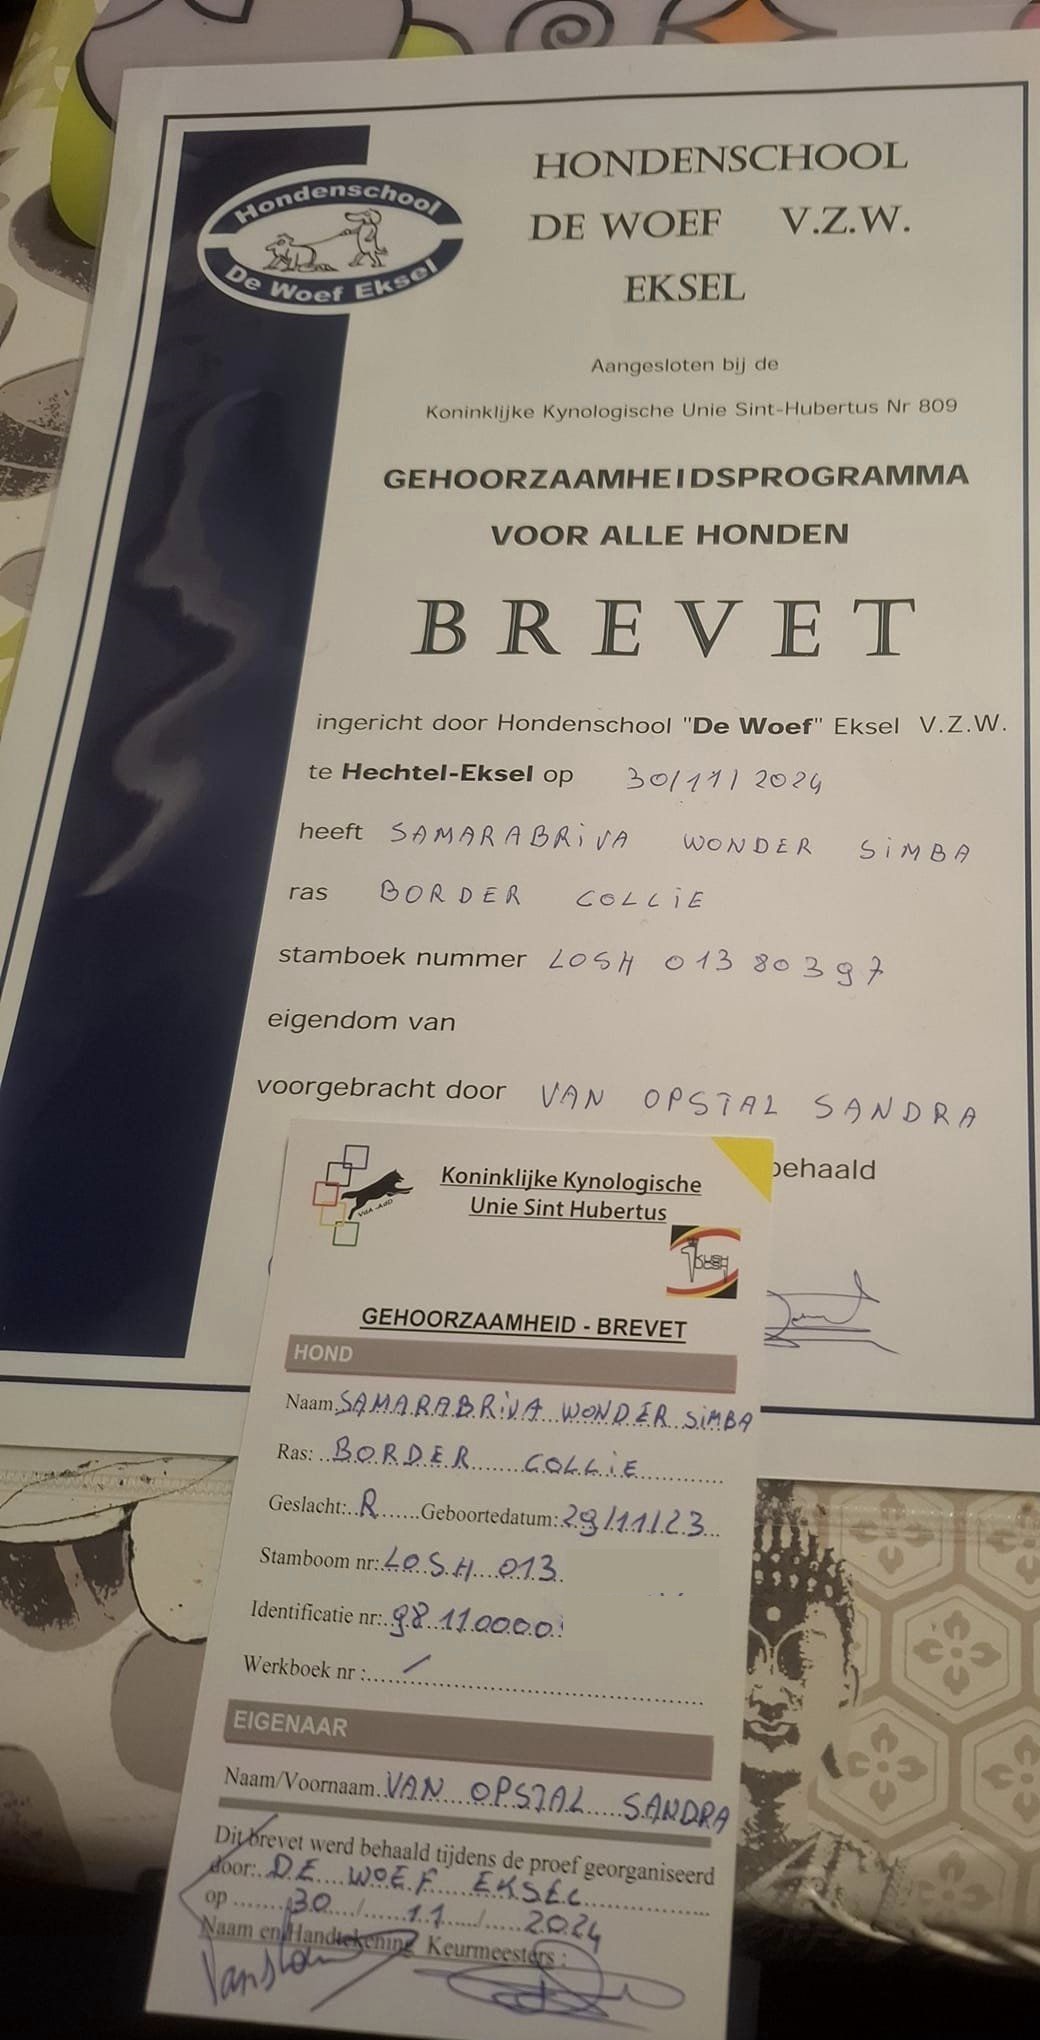 Hondenschool
De Woef Eksel
HONDENSCHOOL
DE WOEF V.Z.W.
EKSEL
Aangesloten bij de
Koninklijke Kynologische Unie Sint-Hubertus Nr 809
GEHOORZAAMHEIDSPROGRAMMA
VOOR ALLE HONDEN
BREVET
ingericht door Hondenschool "De Woef" Eksel V.Z.W.
te Hechtel-Eksel op 30/11/2024
heeft SAMARABRiVA WONDER SiMBA
ras BORDER COLLiE
stamboek nummer LOSH 01380397
eigendom van
voorgebracht door VAN OPSTAL SANDRA
behaald
Koninklijke Kynologische
Unie Sint Hubertus
VdA -AdD
KUSH
GEHOORZAAMHEID - BREVET
HOND
Naam SAMARABRiVA WONDER SiMBA
Ras: BORDER COLLiE
Geslacht: R Geboortedatum: 29/11/23
Stamboom nr: LOSH 013
Identificatie nr: 98 110000
Werkboek nr : /
EIGENAAR
Naam/Voornaam VAN OPSTAL SANDRA
Dit brevet werd behaald tijdens de proef georganiseerd
door: DE WOEF EKSEL
op 30 / 11 / 2024
Naam en Handtekening Keurmeesters :